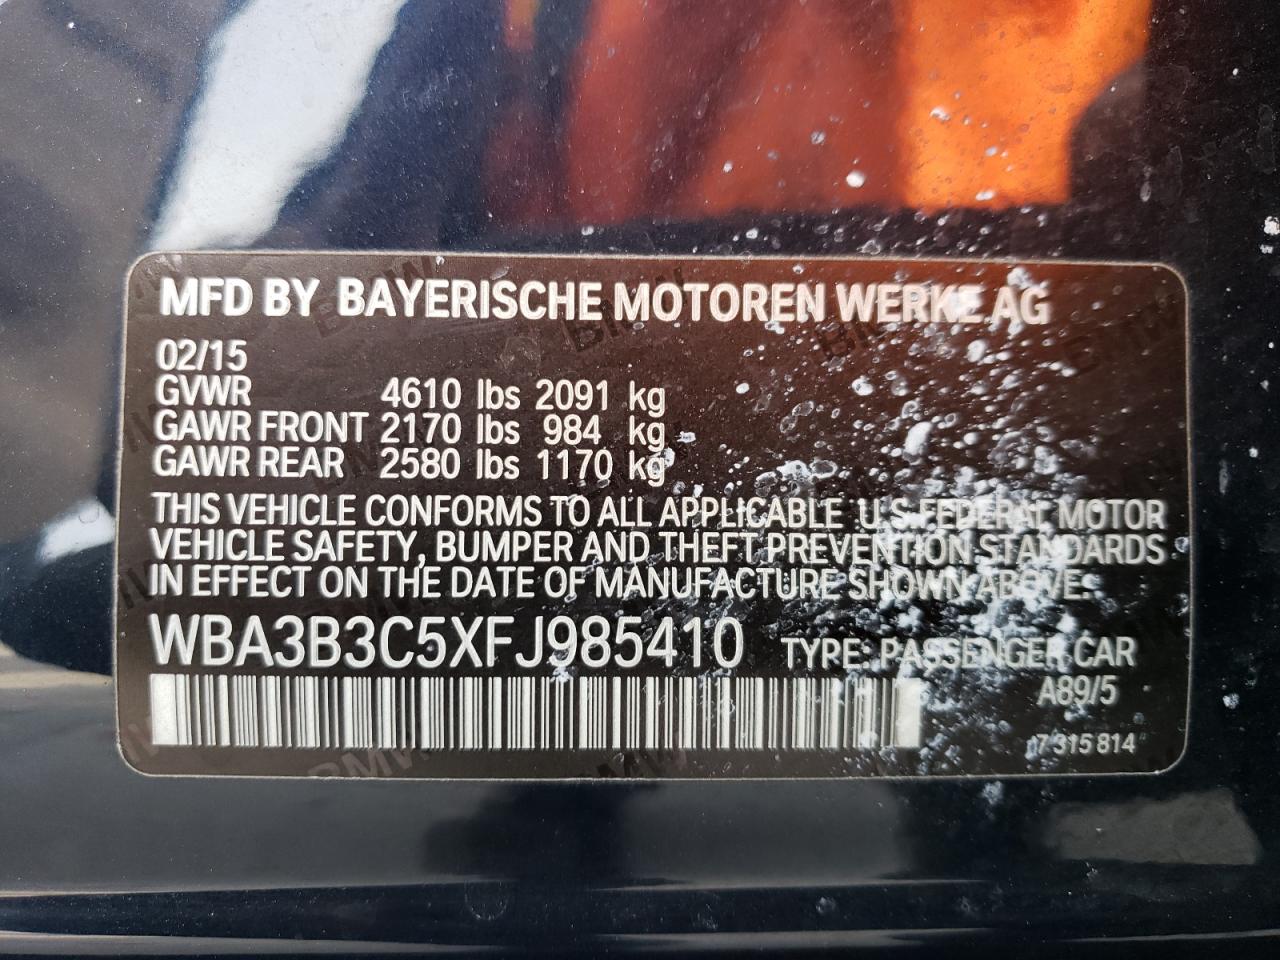 MFD BY BAYERISCHE MOTOREN WERKE AG
02/15
GVWR 4610 lbs 2091 kg
GAWR FRONT 2170 lbs 984 kg
GAWR REAR 2580 lbs 1170 kg
THIS VEHICLE CONFORMS TO ALL APPLICABLE U.S.FEDERAL MOTOR
VEHICLE SAFETY, BUMPER AND THEFT PREVENTION STANDARDS
IN EFFECT ON THE DATE OF MANUFACTURE SHOWN ABOVE:
WBA3B3C5XFJ985410 TYPE: PASSENGER CAR
A89/5
7 315 814